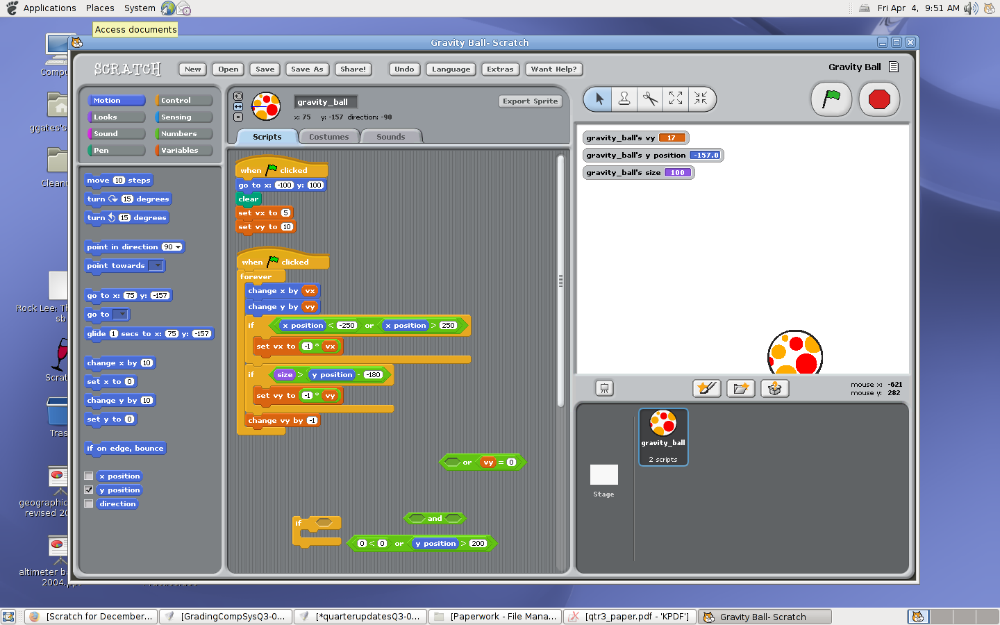 Applications Places System Fri Apr 4, 9:51 AM
Access documents
Gravity Ball- Scratch
SCRATCH New Open Save Save As Share! Undo Language Extras Want Help? Gravity Ball
Motion Control
Looks Sensing
Sound Numbers
Pen Variables
move 10 steps
turn 15 degrees
turn 15 degrees
point in direction 90
point towards
go to x: 75 y: -157
go to
glide 1 secs to x: 75 y: -157
change x by 10
set x to 0
change y by 10
set y to 0
if on edge, bounce
x position
y position
direction
gravity_ball Export Sprite
x: 75 y: -157 direction: -90
Scripts Costumes Sounds
when clicked
go to x: -100 y: 100
clear
set vx to 5
set vy to 10
when clicked
forever
change x by vx
change y by vy
if x position < -250 or x position > 250
set vx to -1 * vx
if size > y position - -180
set vy to -1 * vy
change vy by -1
or vy = 0
if
and
0 < 0 or y position > 200
gravity_ball's vy 17
gravity_ball's y position -157.0
gravity_ball's size 100
mouse x: -621
mouse y: 282
gravity_ball
2 scripts
Stage
Compu
ggates's
Cleanu
Rock Lee: Th
sb
Scrat
Tras
geographic
revised 20
altimeter ba
2004.ppt
[Scratch for December... [GradingCompSysQ3-0... [*quarterupdatesQ3-0... [Paperwork - File Mana... [qtr3_paper.pdf - 'KPDF'] Gravity Ball- Scratch